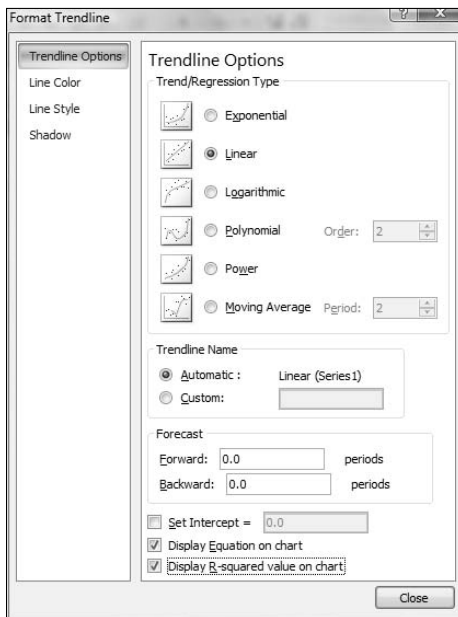 Format Trendline
Trendline Options
Line Color
Line Style
Shadow
Trendline Options
Trend/Regression Type
Exponential
Linear
Logarithmic
Polynomial Order: 2
Power
Moving Average Period: 2
Trendline Name
Automatic : Linear (Series1)
Custom:
Forecast
Forward: 0.0 periods
Backward: 0.0 periods
Set Intercept = 0.0
Display Equation on chart
Display R-squared value on chart
Close